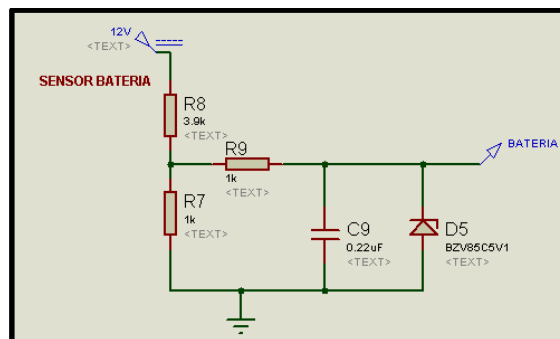 12V
<TEXT>
SENSOR BATERIA
R8
3.9k
<TEXT>
R9
1k
<TEXT>
BATERIA
R7
1k
<TEXT>
C9
0.22uF
<TEXT>
D5
BZV85C5V1
<TEXT>